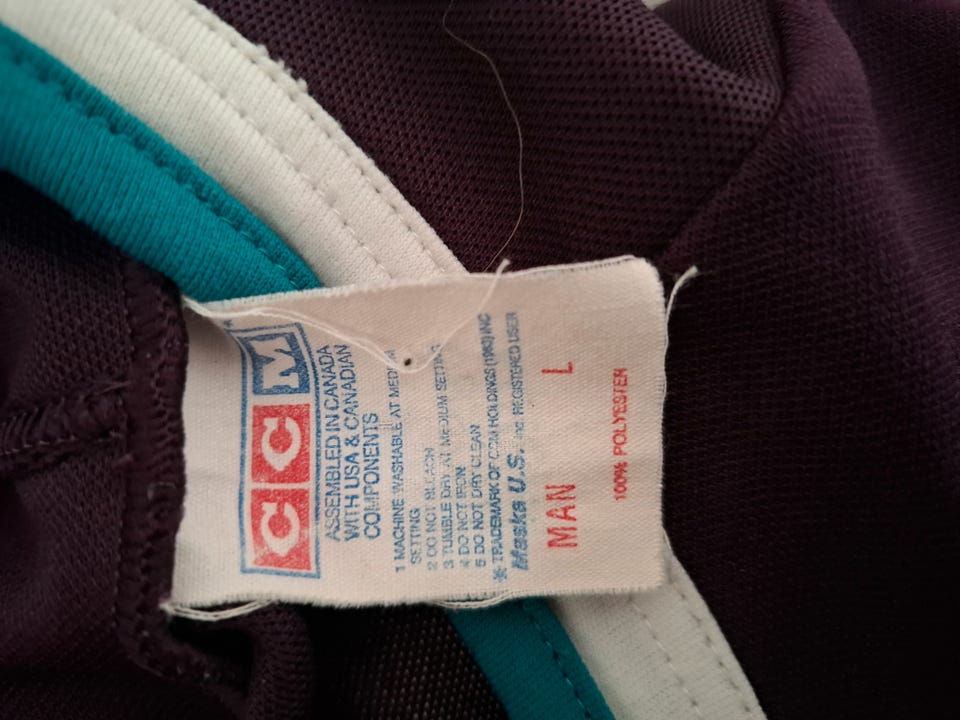 CCM
ASSEMBLED IN CANADA
WITH USA & CANADIAN
COMPONENTS
1 MACHINE WASHABLE AT MEDIUM
SETTING
2 DO NOT BLEACH
3 TUMBLE DRY AT MEDIUM SETTING
4 DO NOT IRON
5 DO NOT DRY CLEAN
TRADEMARK OF CCM HOLDINGS (1983) INC
Maska U.S. Inc. REGISTERED USER
MAN L
100% POLYESTER